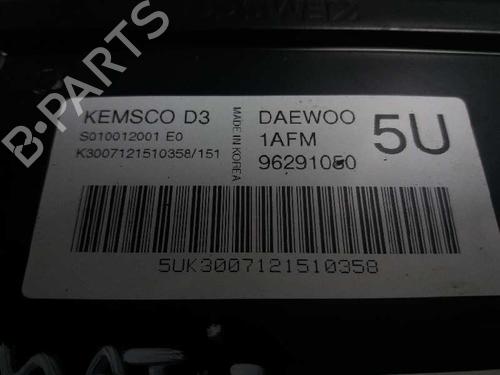 KEMSCO D3
S010012001 E0
K3007121510358/151
MADE IN KOREA
DAEWOO
1AFM
96291050
5U
5UK3007121510358
B-PARTS